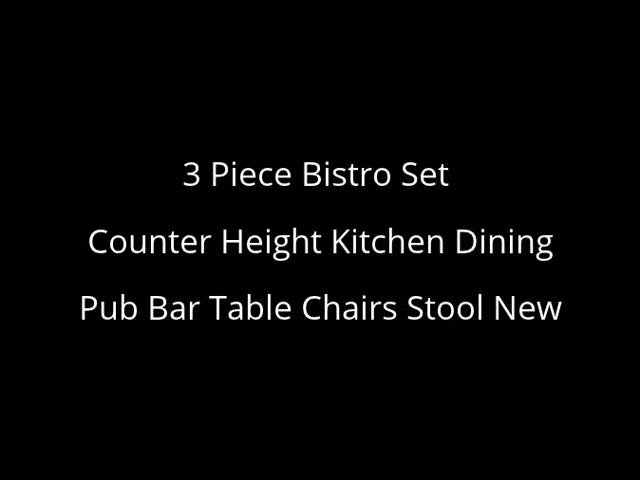 3 Piece Bistro Set
Counter Height Kitchen Dining
Pub Bar Table Chairs Stool New